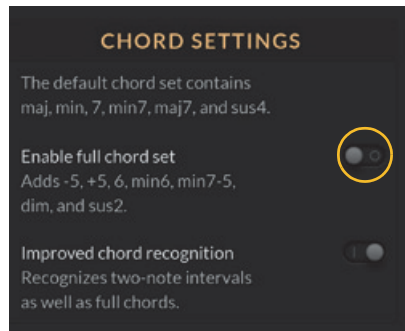 CHORD SETTINGS
The default chord set contains
maj, min, 7, min7, maj7, and sus4.
Enable full chord set
Adds -5, +5, 6, min6, min7-5,
dim, and sus2.
Improved chord recognition
Recognizes two-note intervals
as well as full chords.